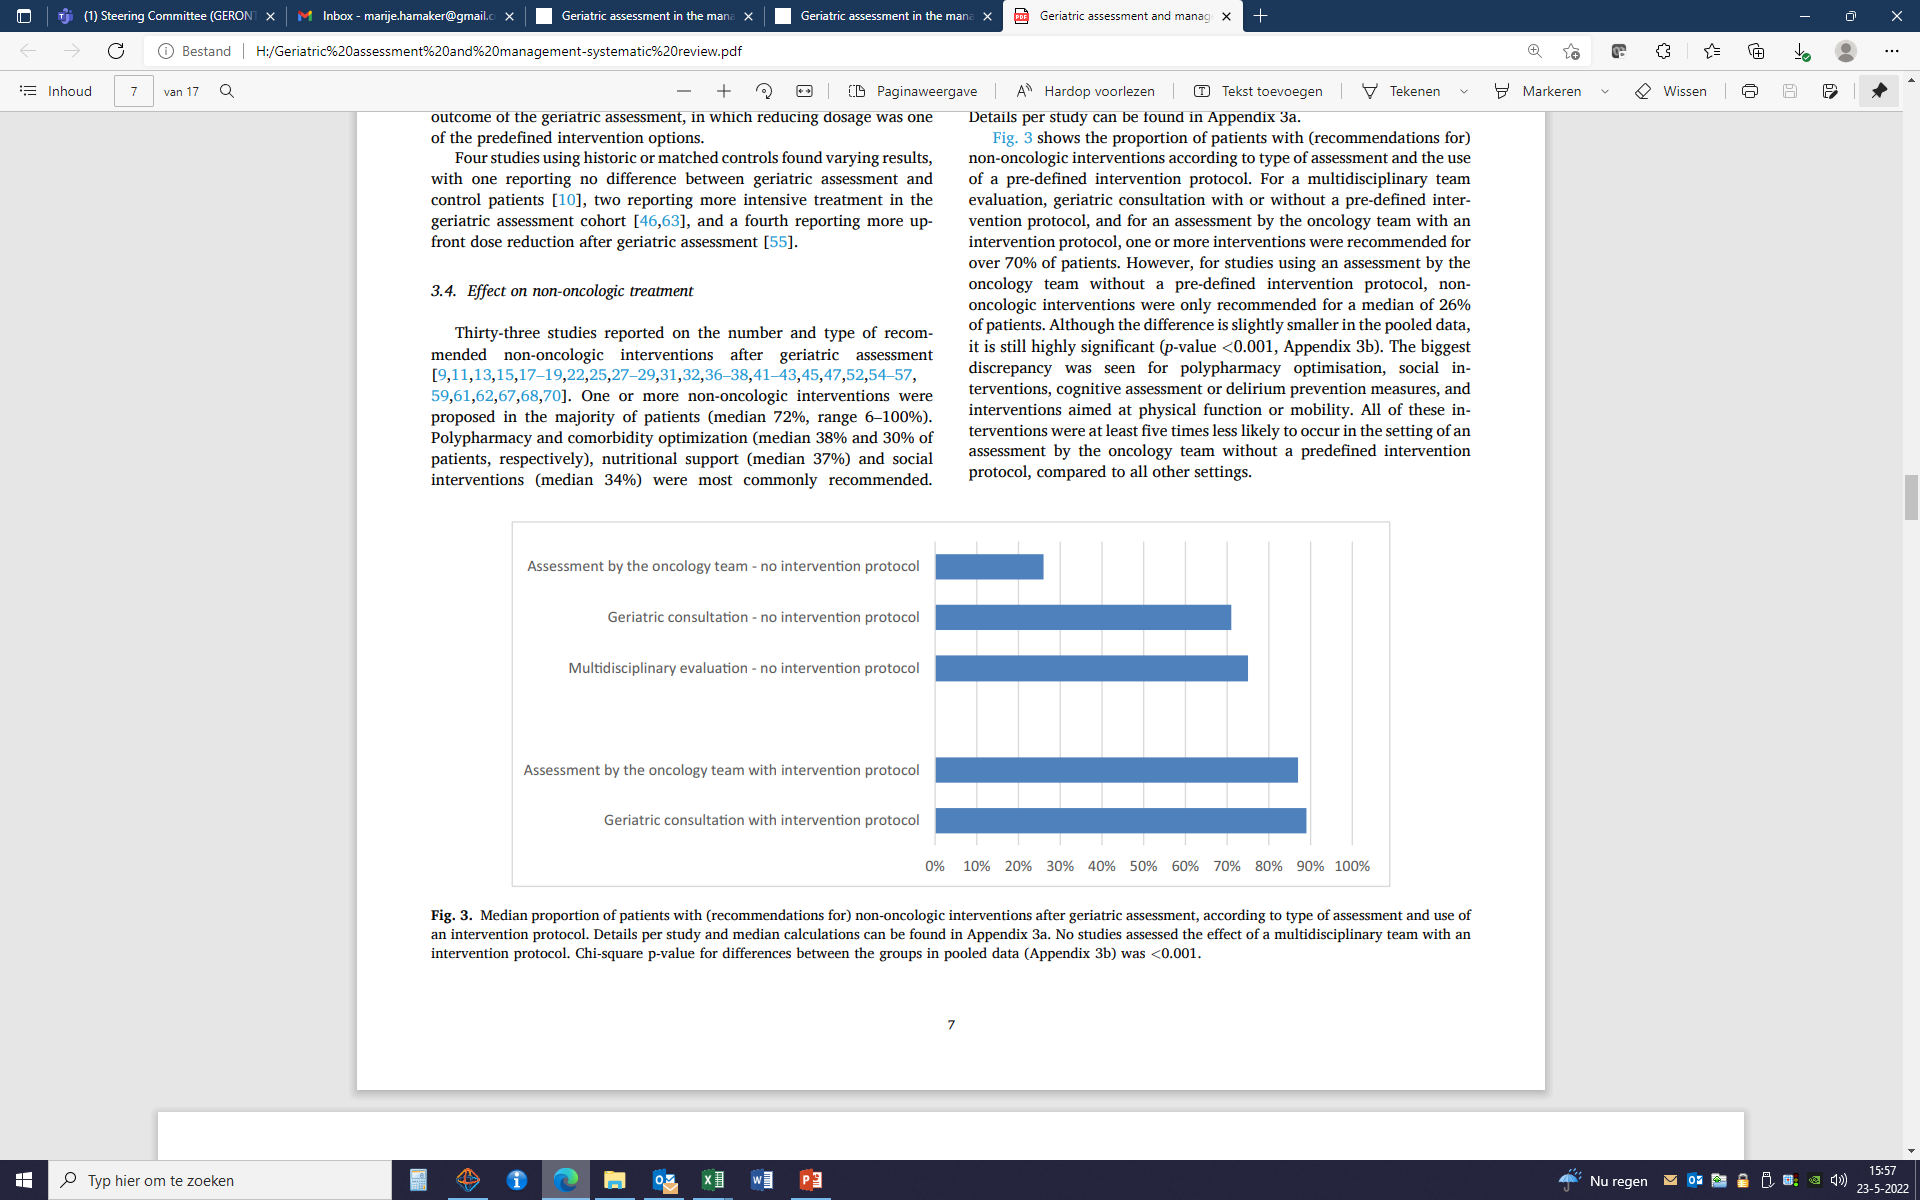 (1) Steering Committee (GERONT
Inbox - marije.hamaker@gmail.c
Geriatric assessment in the mana
Geriatric assessment in the mana
Geriatric assessment and manag
Bestand
H:/Geriatric%20assessment%20and%20management-systematic%20review.pdf
Inhoud
7
van 17
Paginaweergave
Hardop voorlezen
Tekst toevoegen
Tekenen
Markeren
Wissen
outcome of the geriatric assessment, in which reducing dosage was one
of the predefined intervention options.
Four studies using historic or matched controls found varying results,
with one reporting no difference between geriatric assessment and
control patients [10], two reporting more intensive treatment in the
geriatric assessment cohort [46,63], and a fourth reporting more up-
front dose reduction after geriatric assessment [55].
3.4. Effect on non-oncologic treatment
Thirty-three studies reported on the number and type of recom-
mended non-oncologic interventions after geriatric assessment
[9,11,13,15,17–19,22,25,27–29,31,32,36–38,41–43,45,47,52,54–57,
59,61,62,67,68,70]. One or more non-oncologic interventions were
proposed in the majority of patients (median 72%, range 6–100%).
Polypharmacy and comorbidity optimization (median 38% and 30% of
patients, respectively), nutritional support (median 37%) and social
interventions (median 34%) were most commonly recommended.
Details per study can be found in Appendix 3a.
Fig. 3 shows the proportion of patients with (recommendations for)
non-oncologic interventions according to type of assessment and the use
of a pre-defined intervention protocol. For a multidisciplinary team
evaluation, geriatric consultation with or without a pre-defined inter-
vention protocol, and for an assessment by the oncology team with an
intervention protocol, one or more interventions were recommended for
over 70% of patients. However, for studies using an assessment by the
oncology team without a pre-defined intervention protocol, non-
oncologic interventions were only recommended for a median of 26%
of patients. Although the difference is slightly smaller in the pooled data,
it is still highly significant (p-value <0.001, Appendix 3b). The biggest
discrepancy was seen for polypharmacy optimisation, social in-
terventions, cognitive assessment or delirium prevention measures, and
interventions aimed at physical function or mobility. All of these in-
terventions were at least five times less likely to occur in the setting of an
assessment by the oncology team without a predefined intervention
protocol, compared to all other settings.
Assessment by the oncology team - no intervention protocol
Geriatric consultation - no intervention protocol
Multidisciplinary evaluation - no intervention protocol
Assessment by the oncology team with intervention protocol
Geriatric consultation with intervention protocol
0% 10% 20% 30% 40% 50% 60% 70% 80% 90% 100%
Fig. 3. Median proportion of patients with (recommendations for) non-oncologic interventions after geriatric assessment, according to type of assessment and use of
an intervention protocol. Details per study and median calculations can be found in Appendix 3a. No studies assessed the effect of a multidisciplinary team with an
intervention protocol. Chi-square p-value for differences between the groups in pooled data (Appendix 3b) was <0.001.
7
Typ hier om te zoeken
Nu regen
15:57
23-5-2022